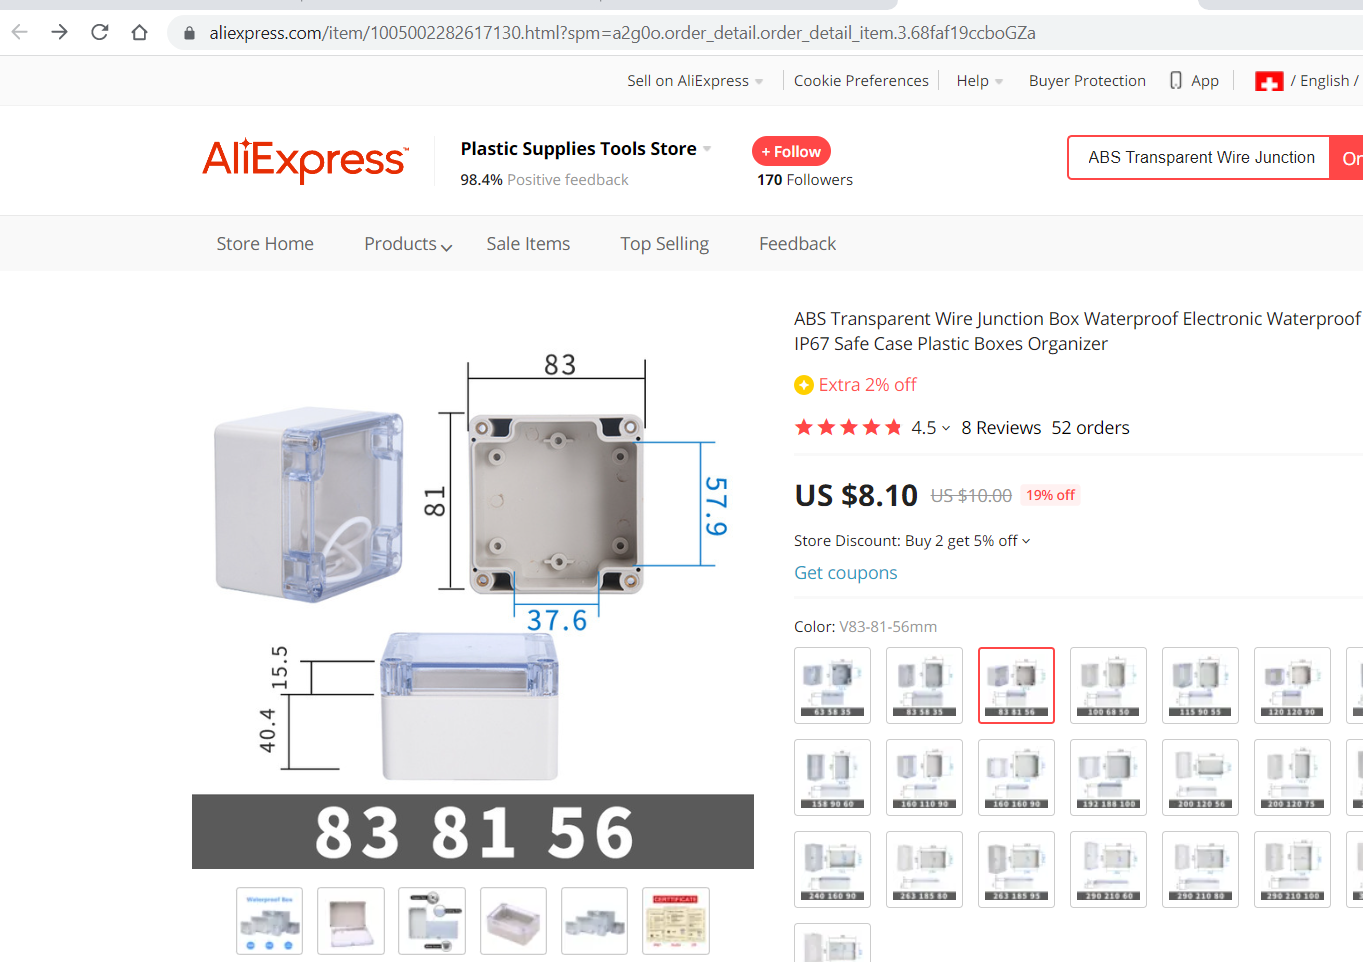 aliexpress.com/item/1005002282617130.html?spm=a2g0o.order_detail.order_detail_item.3.68faf19ccboGZa
Sell on AliExpress
Cookie Preferences
Help
Buyer Protection
App
/ English /
AliExpress™
Plastic Supplies Tools Store
+ Follow
98.4% Positive feedback
170 Followers
ABS Transparent Wire Junction
Or
Store Home
Products
Sale Items
Top Selling
Feedback
83
81
57.9
37.6
15.5
40.4
83 81 56
Waterproof Box
CERTTIFICATE
ABS Transparent Wire Junction Box Waterproof Electronic Waterproof
IP67 Safe Case Plastic Boxes Organizer
Extra 2% off
4.5 8 Reviews 52 orders
US $8.10 US $10.00 19% off
Store Discount: Buy 2 get 5% off
Get coupons
Color: V83-81-56mm
63 58 35
83 58 35
83 81 56
100 68 50
115 90 55
120 120 90
158 90 60
160 110 90
160 160 90
192 188 100
200 120 56
200 120 75
240 160 90
263 185 80
263 185 95
290 210 60
290 210 80
290 210 100